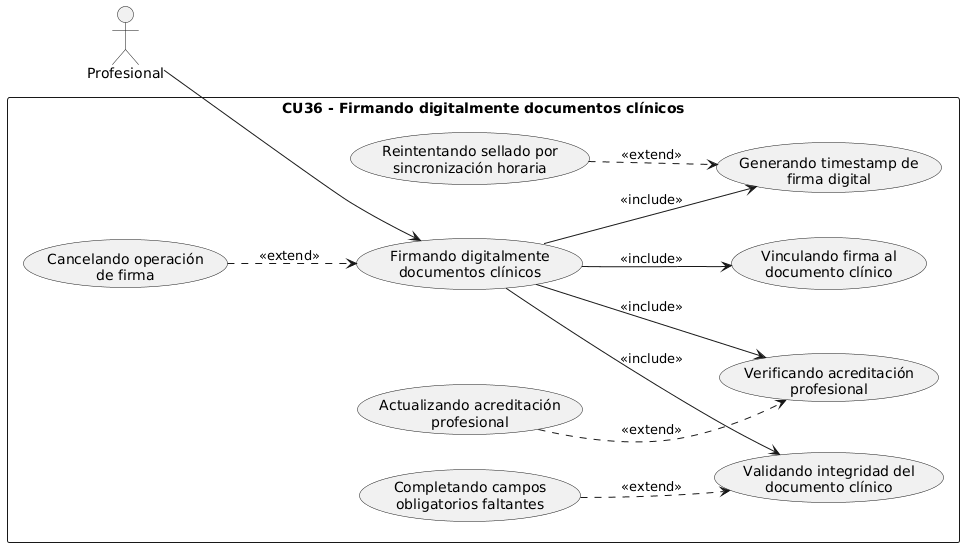 Profesional
CU36 - Firmando digitalmente documentos clínicos
Reintentando sellado por
sincronización horaria
«extend»
Generando timestamp de
firma digital
«include»
Cancelando operación
de firma
«extend»
Firmando digitalmente
documentos clínicos
«include»
Vinculando firma al
documento clínico
«include»
Verificando acreditación
profesional
«include»
Actualizando acreditación
profesional
«extend»
Validando integridad del
documento clínico
Completando campos
obligatorios faltantes
«extend»